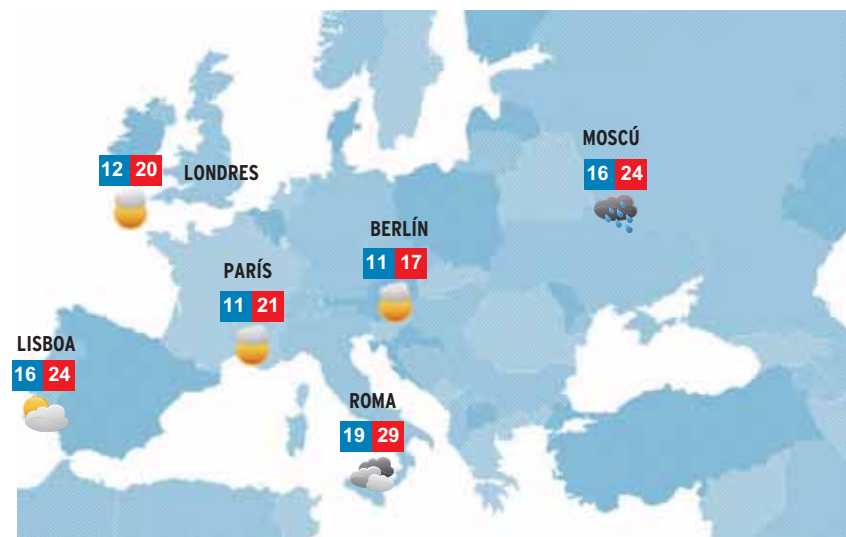 MOSCÚ
16 24
12 20
LONDRES
BERLÍN
11 17
PARÍS
11 21
LISBOA
16 24
ROMA
19 29